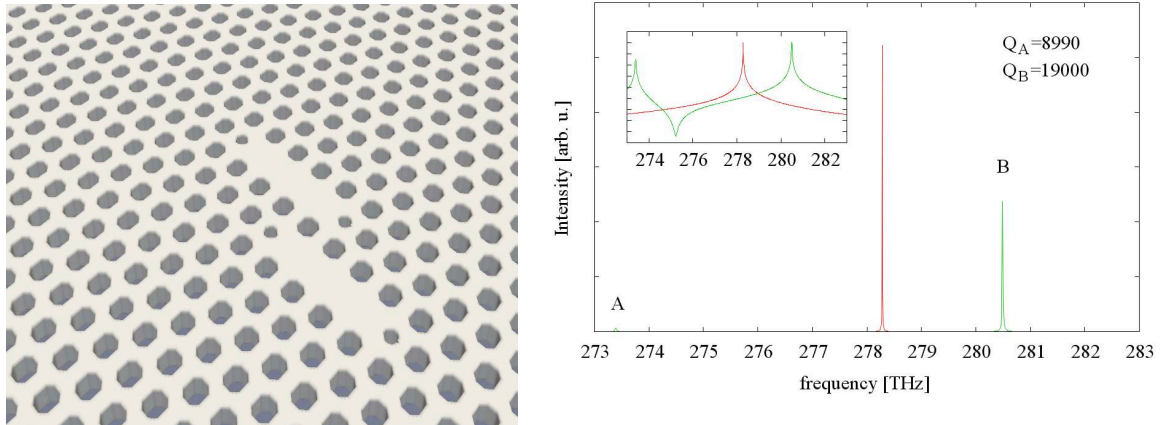 Q_A=8990
Q_B=19000
274 276 278 280 282
B
A
Intensity [arb. u.]
273 274 275 276 277 278 279 280 281 282 283
frequency [THz]